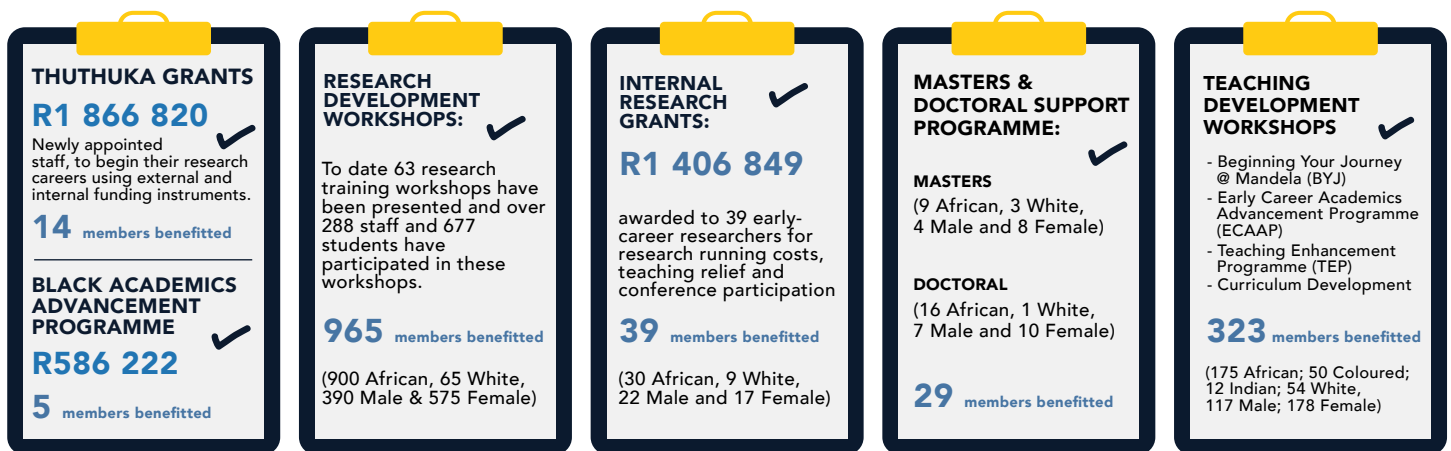 THUTHUKA GRANTS
R1 866 820
Newly appointed
staff, to begin their research
careers using external and
internal funding instruments.
14 members benefitted
BLACK ACADEMICS
ADVANCEMENT
PROGRAMME
R586 222
5 members benefitted
RESEARCH
DEVELOPMENT
WORKSHOPS:
To date 63 research
training workshops have
been presented and over
288 staff and 677
students have
participated in these
workshops.
965 members benefitted
(900 African, 65 White,
390 Male & 575 Female)
INTERNAL
RESEARCH
GRANTS:
R1 406 849
awarded to 39 early-
career researchers for
research running costs,
teaching relief and
conference participation
39 members benefitted
(30 African, 9 White,
22 Male and 17 Female)
MASTERS &
DOCTORAL SUPPORT
PROGRAMME:
MASTERS
(9 African, 3 White,
4 Male and 8 Female)
DOCTORAL
(16 African, 1 White,
7 Male and 10 Female)
29 members benefitted
TEACHING
DEVELOPMENT
WORKSHOPS
- Beginning Your Journey
@ Mandela (BYJ)
- Early Career Academics
Advancement Programme
(ECAAP)
- Teaching Enhancement
Programme (TEP)
- Curriculum Development
323 members benefitted
(175 African; 50 Coloured;
12 Indian; 54 White,
117 Male; 178 Female)